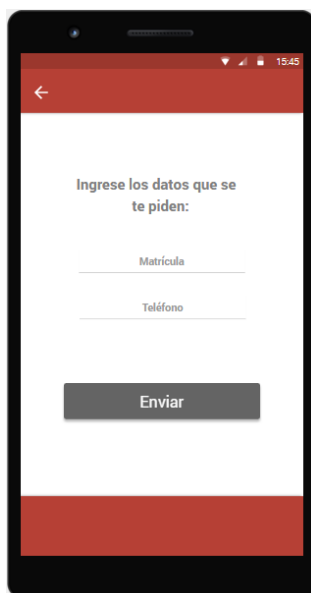 15:45
Ingrese los datos que se
te piden:
Matrícula
Teléfono
Enviar